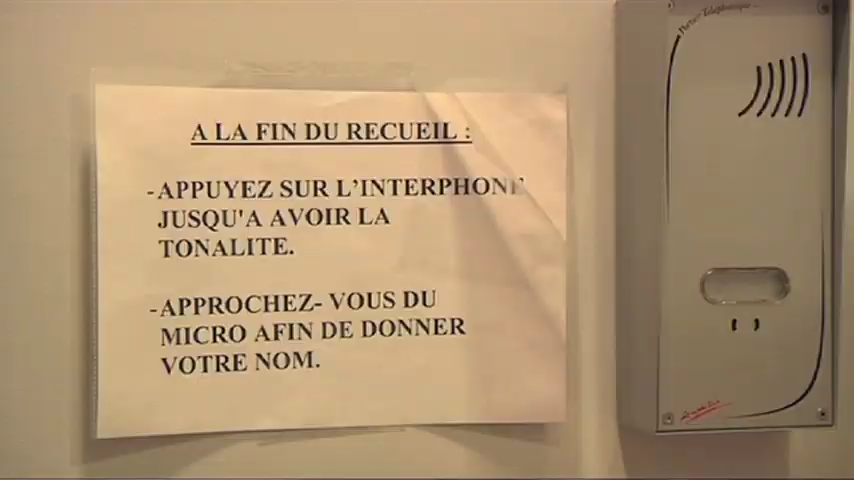 A LA FIN DU RECUEIL :
-APPUYEZ SUR L'INTERPHONE
JUSQU'A AVOIR LA
TONALITE.
-APPROCHEZ- VOUS DU
MICRO AFIN DE DONNER
VOTRE NOM.